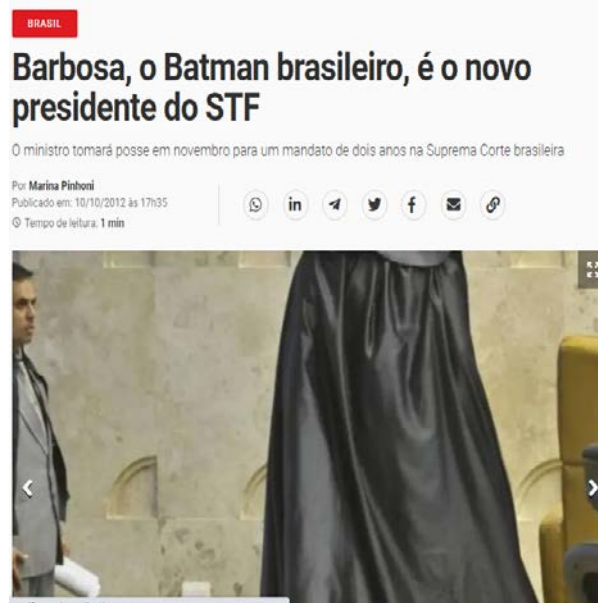 BRASIL
Barbosa, o Batman brasileiro, é o novo
presidente do STF
O ministro tomará posse em novembro para um mandato de dois anos na Suprema Corte brasileira
Por Marina Pinhoni
Publicado em: 10/10/2012 às 17h35
Tempo de leitura: 1 min